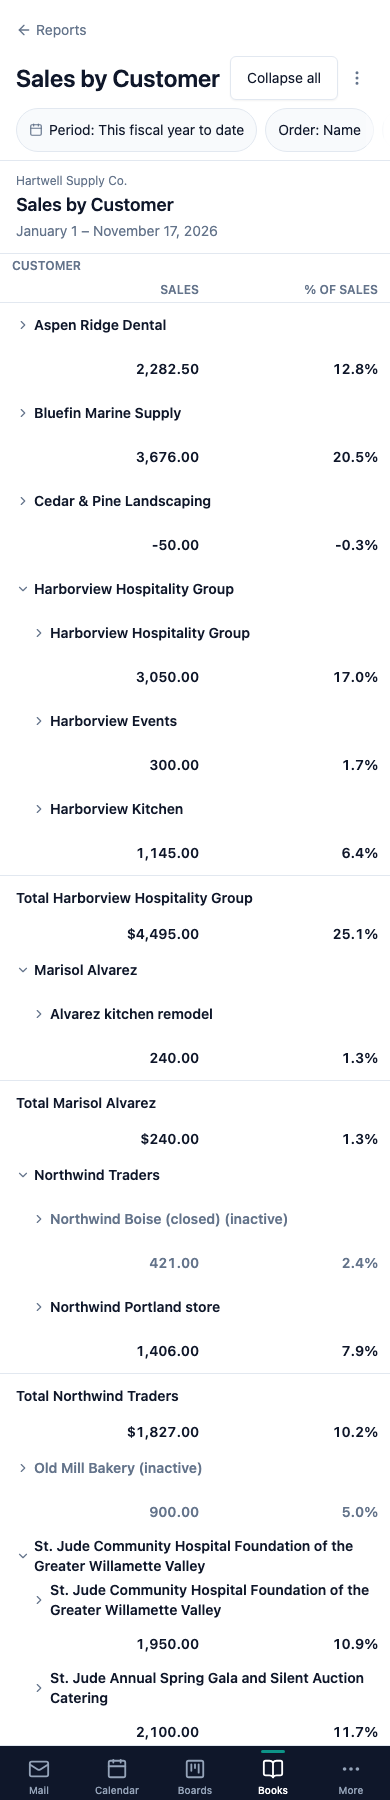 Reports
Sales by Customer
Collapse all
Period: This fiscal year to date
Order: Name
Hartwell Supply Co.
Sales by Customer
January 1 – November 17, 2026
CUSTOMER
SALES % OF SALES
Aspen Ridge Dental
2,282.50 12.8%
Bluefin Marine Supply
3,676.00 20.5%
Cedar & Pine Landscaping
-50.00 -0.3%
Harborview Hospitality Group
Harborview Hospitality Group
3,050.00 17.0%
Harborview Events
300.00 1.7%
Harborview Kitchen
1,145.00 6.4%
Total Harborview Hospitality Group
$4,495.00 25.1%
Marisol Alvarez
Alvarez kitchen remodel
240.00 1.3%
Total Marisol Alvarez
$240.00 1.3%
Northwind Traders
Northwind Boise (closed) (inactive)
421.00 2.4%
Northwind Portland store
1,406.00 7.9%
Total Northwind Traders
$1,827.00 10.2%
Old Mill Bakery (inactive)
900.00 5.0%
St. Jude Community Hospital Foundation of the
Greater Willamette Valley
St. Jude Community Hospital Foundation of the
Greater Willamette Valley
1,950.00 10.9%
St. Jude Annual Spring Gala and Silent Auction
Catering
2,100.00 11.7%
Mail Calendar Boards Books More